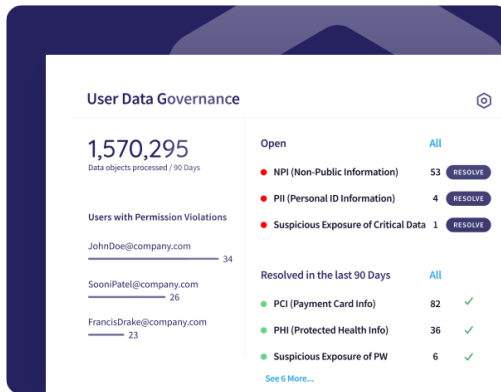 User Data Governance
1,570,295
Data objects processed / 90 Days
Users with Permission Violations
JohnDoe@company.com
34
SooniPatel@company.com
26
FrancisDrake@company.com
23
Open All
NPI (Non-Public Information) 53 RESOLVE
PII (Personal ID Information) 4 RESOLVE
Suspicious Exposure of Critical Data 1 RESOLVE
Resolved in the last 90 Days All
PCI (Payment Card Info) 82
PHI (Protected Health Info) 36
Suspicious Exposure of PW 6
See 6 More...